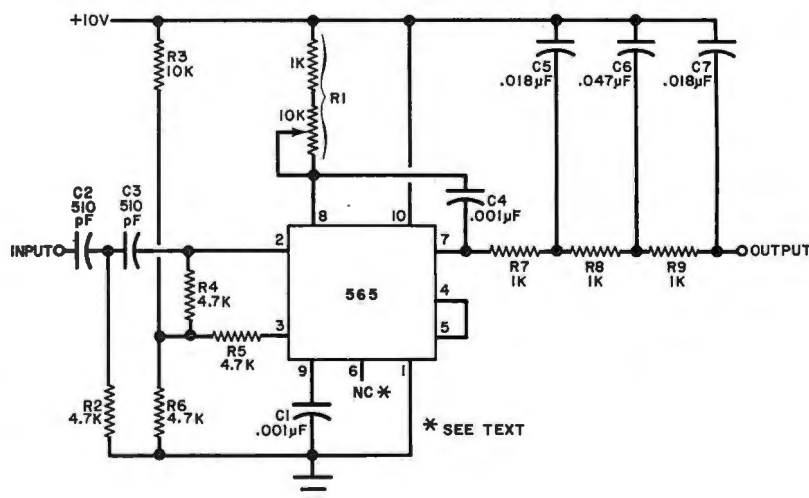 +10V
R3
10K
1K
R1
10K
C5
.018µF
C6
.047µF
C7
.018µF
C2
510
pF
C3
510
pF
C4
.001µF
8
10
INPUT
2
7
OUTPUT
R4
4.7K
R7
1K
R8
1K
R9
1K
565
4
3
5
R5
4.7K
9
6
1
NC *
R2
4.7K
R6
4.7K
C1
.001µF
* SEE TEXT